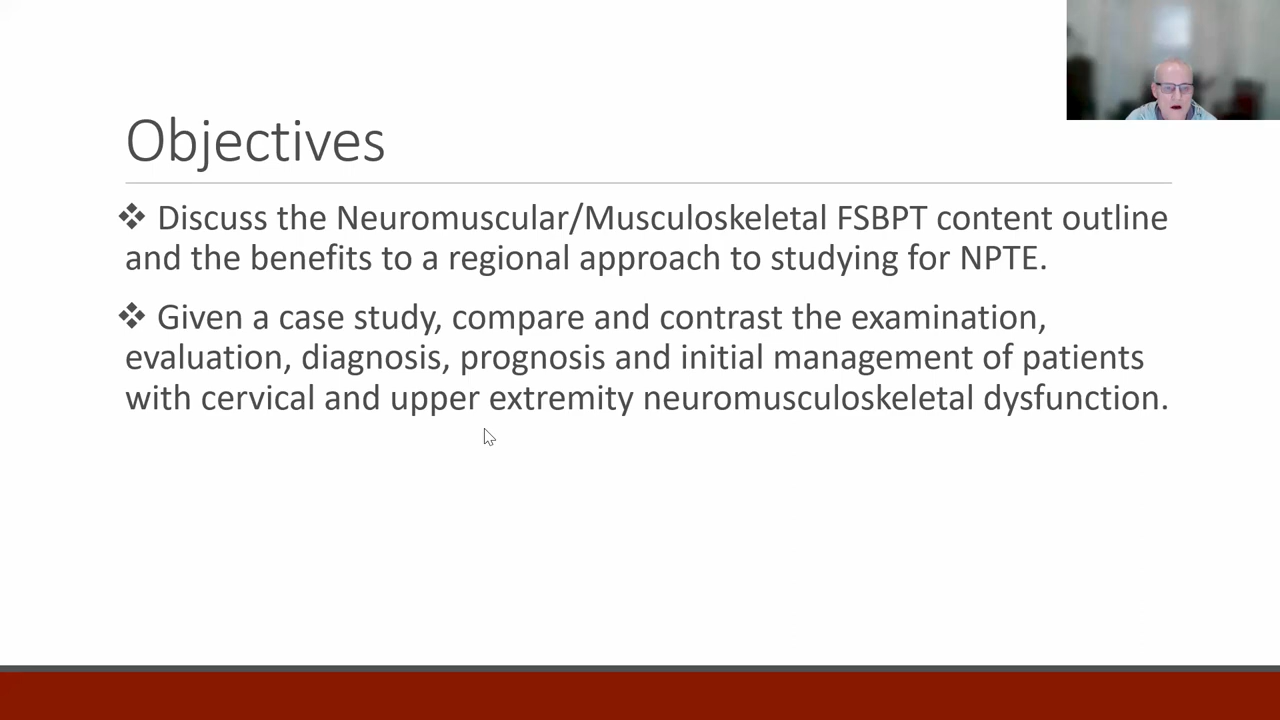 Objectives
❖ Discuss the Neuromuscular/Musculoskeletal FSBPT content outline
and the benefits to a regional approach to studying for NPTE.
❖ Given a case study, compare and contrast the examination,
evaluation, diagnosis, prognosis and initial management of patients
with cervical and upper extremity neuromusculoskeletal dysfunction.